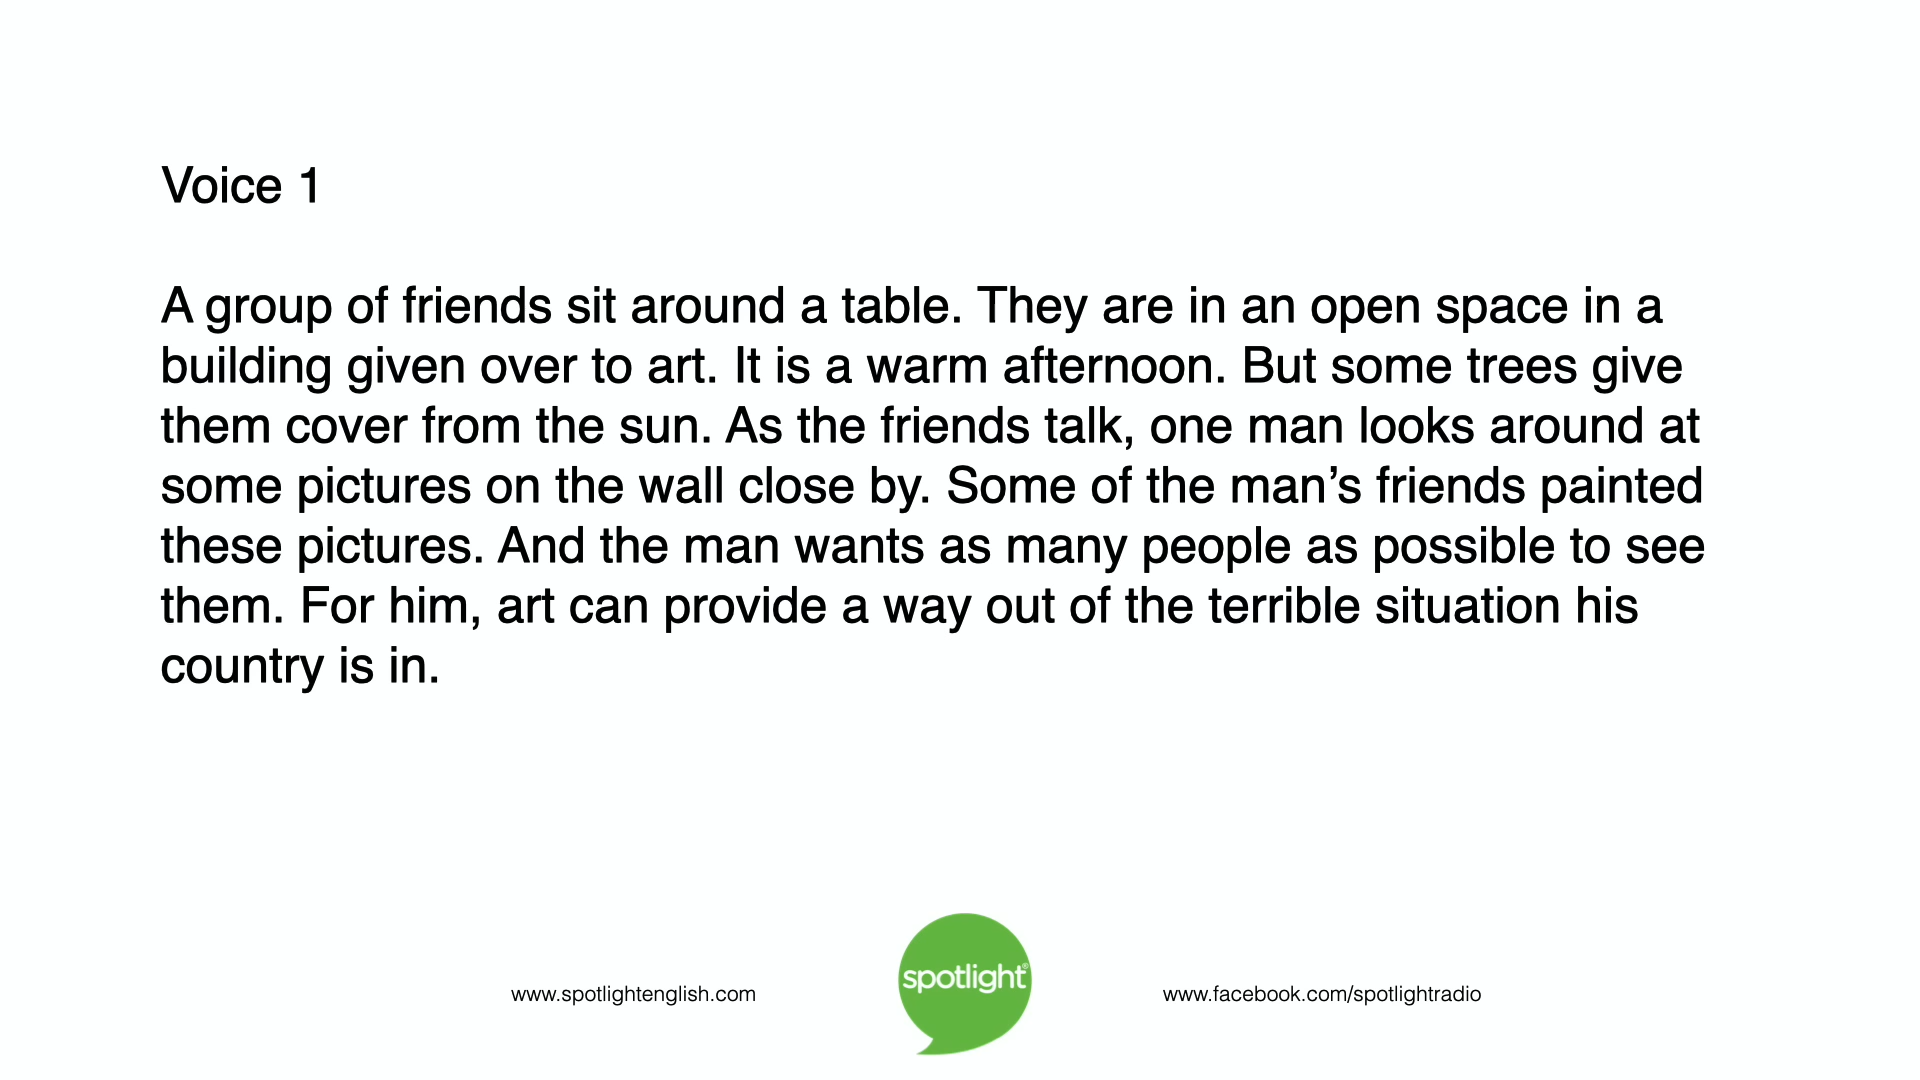 Voice 1
A group of friends sit around a table. They are in an open space in a
building given over to art. It is a warm afternoon. But some trees give
them cover from the sun. As the friends talk, one man looks around at
some pictures on the wall close by. Some of the man’s friends painted
these pictures. And the man wants as many people as possible to see
them. For him, art can provide a way out of the terrible situation his
country is in.
www.spotlightenglish.com
spotlight®
www.facebook.com/spotlightradio